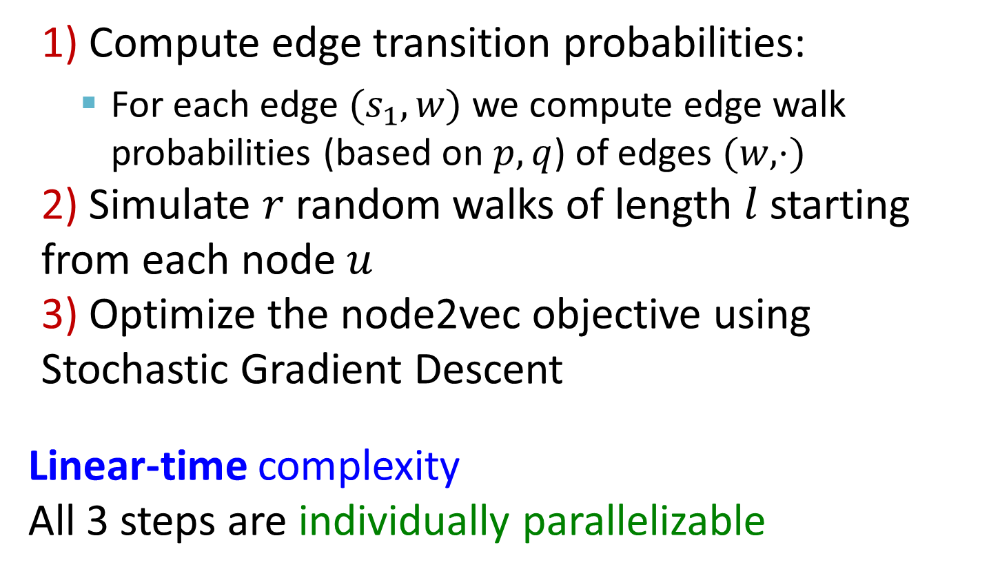 1) Compute edge transition probabilities:
▪ For each edge (𝑠₁, 𝑤) we compute edge walk
probabilities (based on 𝑝, 𝑞) of edges (𝑤,·)
2) Simulate 𝑟 random walks of length 𝑙 starting
from each node 𝑢
3) Optimize the node2vec objective using
Stochastic Gradient Descent
Linear-time complexity
All 3 steps are individually parallelizable